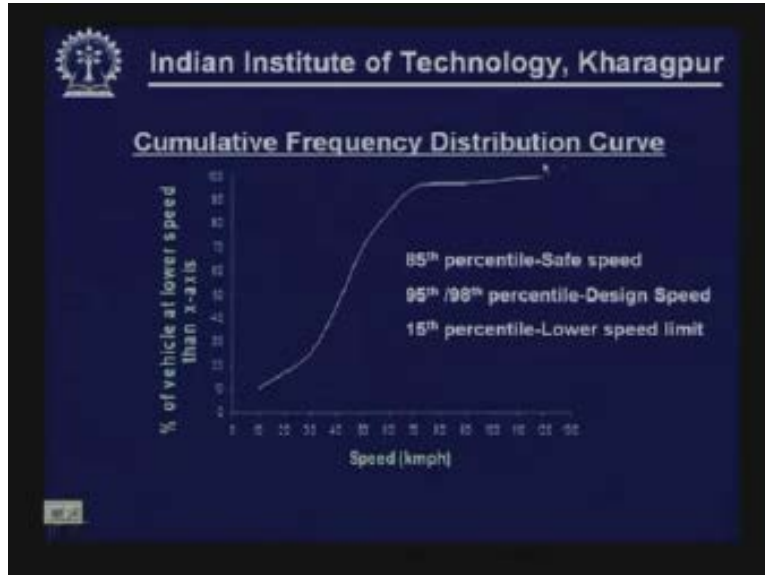 Indian Institute of Technology, Kharagpur
Cumulative Frequency Distribution Curve
% of vehicle at lower speed
than x-axis
85th percentile-Safe speed
95th /98th percentile-Design Speed
15th percentile-Lower speed limit
Speed (kmph)